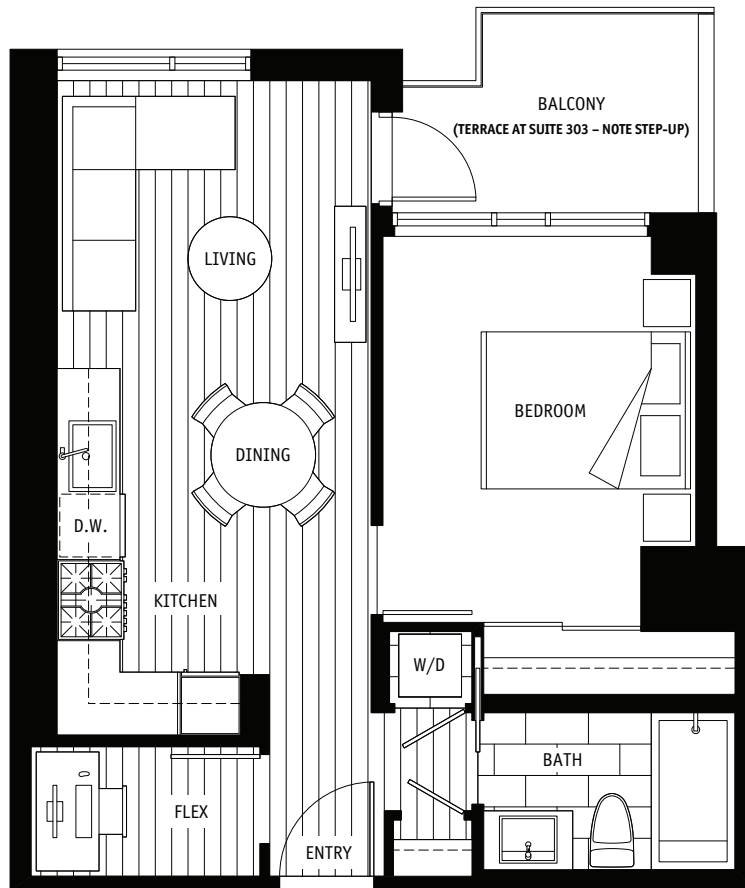 BALCONY
(TERRACE AT SUITE 303 – NOTE STEP-UP)
LIVING
BEDROOM
DINING
D.W.
KITCHEN
W/D
BATH
FLEX
ENTRY